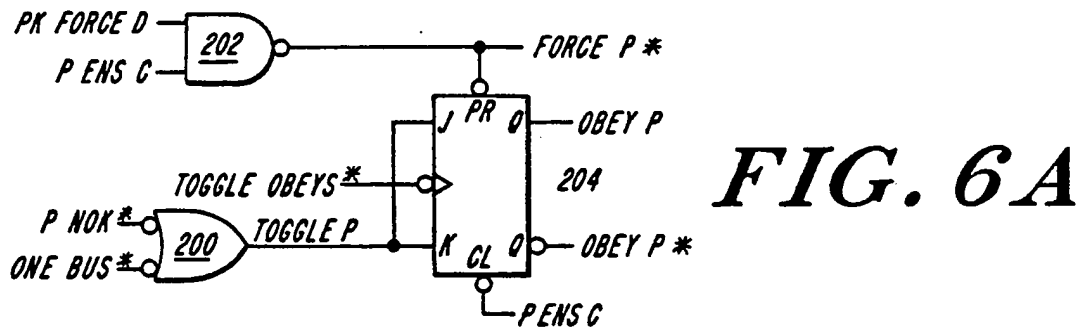 PK FORCE D
202
P ENS C
FORCE P *
PR
J
Q
OBEY P
TOGGLE OBEYS*
204
FIG. 6A
P NOK*
200
TOGGLE P
K
CL
Q
OBEY P *
ONE BUS*
P ENS C